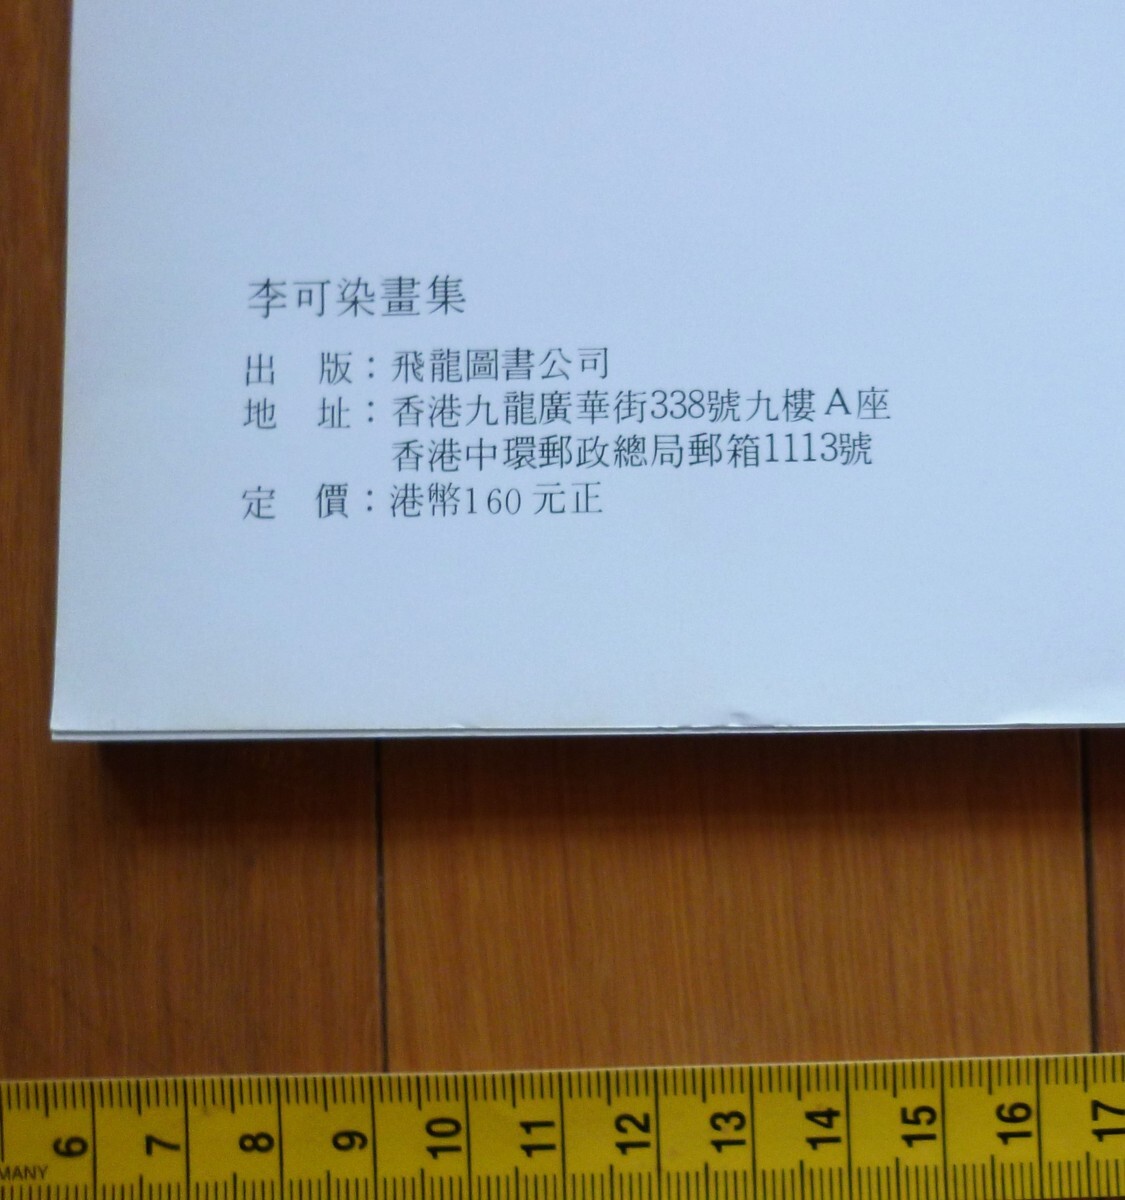 李可染畫集
出　版：飛龍圖書公司
地　址：香港九龍廣華街338號九樓A座
香港中環郵政總局郵箱1113號
定　價：港幣160元正
MANY
6 7 8 9 10 11 12 13 14 15 16 17